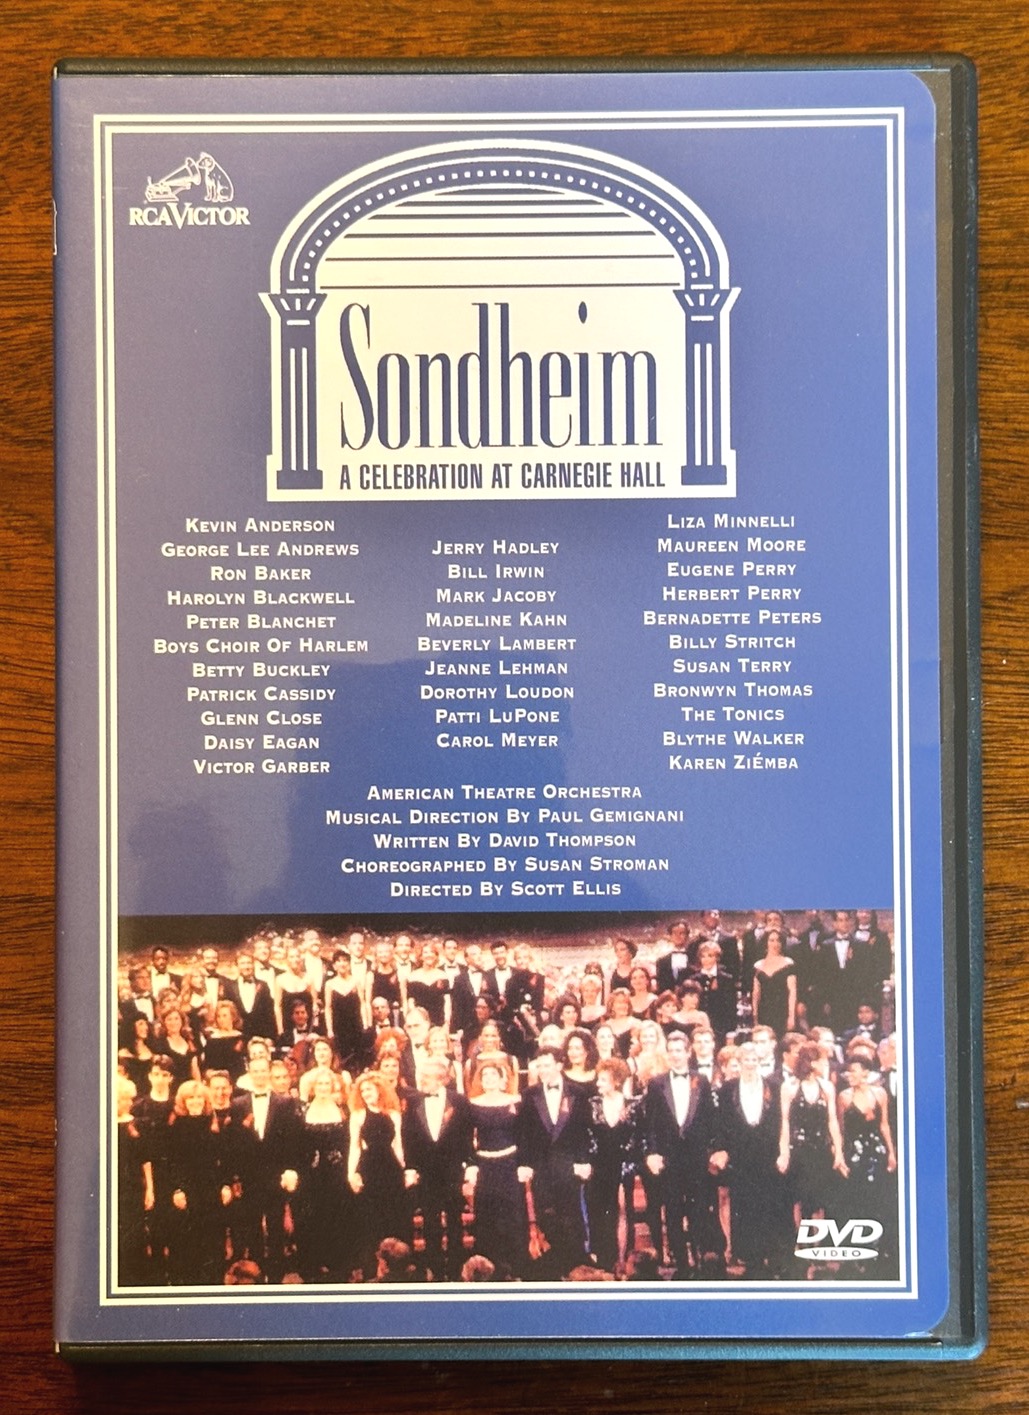 RCAVICTOR
Sondheim
A CELEBRATION AT CARNEGIE HALL
KEVIN ANDERSON
GEORGE LEE ANDREWS
RON BAKER
HAROLYN BLACKWELL
PETER BLANCHET
BOYS CHOIR OF HARLEM
BETTY BUCKLEY
PATRICK CASSIDY
GLENN CLOSE
DAISY EAGAN
VICTOR GARBER
JERRY HADLEY
BILL IRWIN
MARK JACOBY
MADELINE KAHN
BEVERLY LAMBERT
JEANNE LEHMAN
DOROTHY LOUDON
PATTI LUPONE
CAROL MEYER
LIZA MINNELLI
MAUREEN MOORE
EUGENE PERRY
HERBERT PERRY
BERNADETTE PETERS
BILLY STRITCH
SUSAN TERRY
BRONWYN THOMAS
THE TONICS
BLYTHE WALKER
KAREN ZIÉMBA
AMERICAN THEATRE ORCHESTRA
MUSICAL DIRECTION BY PAUL GEMIGNANI
WRITTEN BY DAVID THOMPSON
CHOREOGRAPHED BY SUSAN STROMAN
DIRECTED BY SCOTT ELLIS
DVD
VIDEO